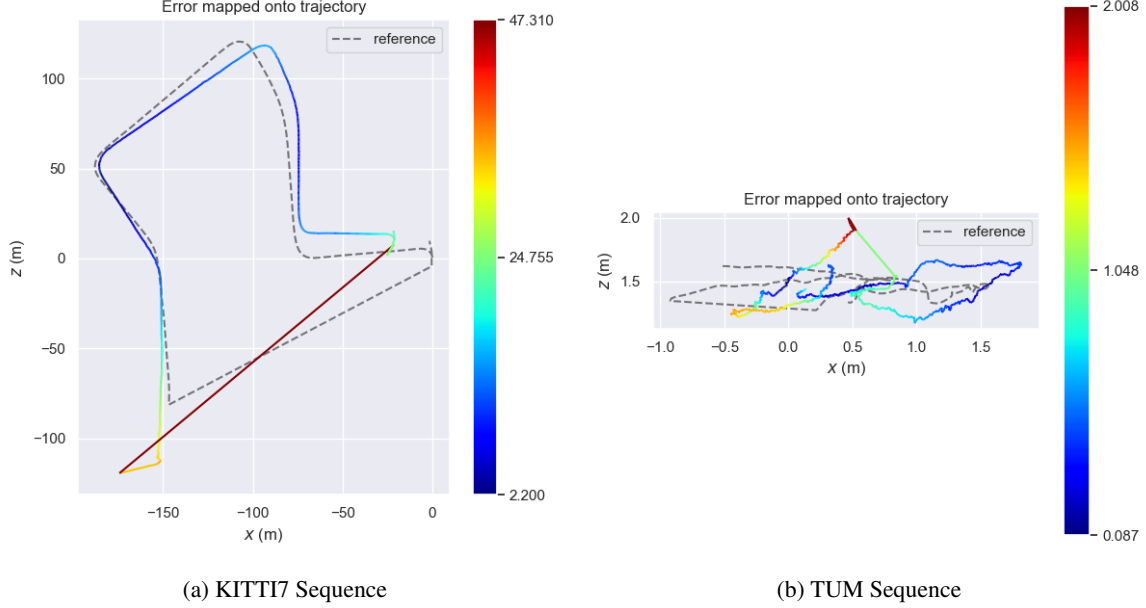 Error mapped onto trajectory
reference
100
50
0
−50
−100
z (m)
−150
−100
−50
0
x (m)
47.310
24.755
2.200
(a) KITTI7 Sequence
Error mapped onto trajectory
reference
2.0
1.5
z (m)
−1.0
−0.5
0.0
0.5
1.0
1.5
x (m)
2.008
1.048
0.087
(b) TUM Sequence